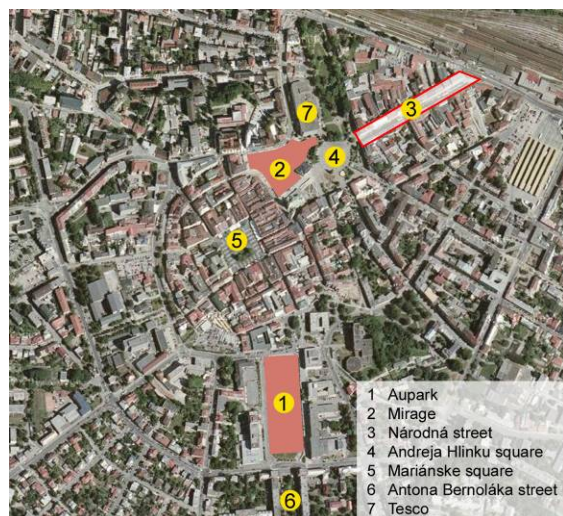 7
3
2
4
5
1
6
1 Aupark
2 Mirage
3 Národná street
4 Andreja Hlinku square
5 Mariánske square
6 Antona Bernoláka street
7 Tesco